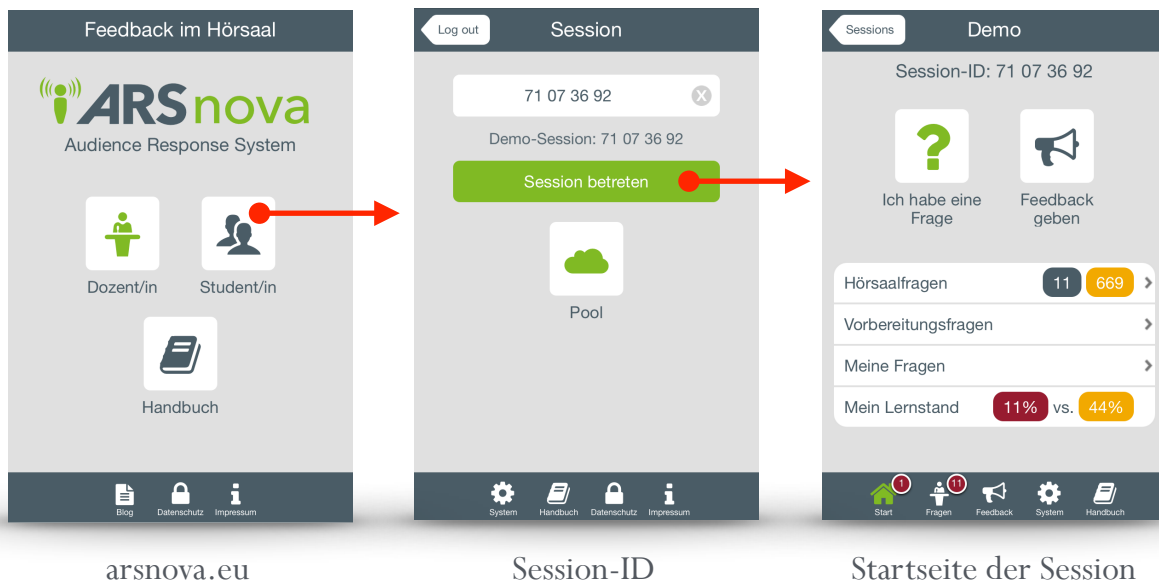 Feedback im Hörsaal
ARSnova
Audience Response System
Dozent/in
Student/in
Handbuch
Blog
Datenschutz
Impressum
arsnova.eu
Log out
Session
71 07 36 92
X
Demo-Session: 71 07 36 92
Session betreten
Pool
System
Handbuch
Datenschutz
Impressum
Session-ID
Sessions
Demo
Session-ID: 71 07 36 92
?
Ich habe eine
Frage
Feedback
geben
Hörsaalfragen 11 669
Vorbereitungsfragen
Meine Fragen
Mein Lernstand 11% vs. 44%
1
11
Start
Fragen
Feedback
System
Handbuch
Startseite der Session